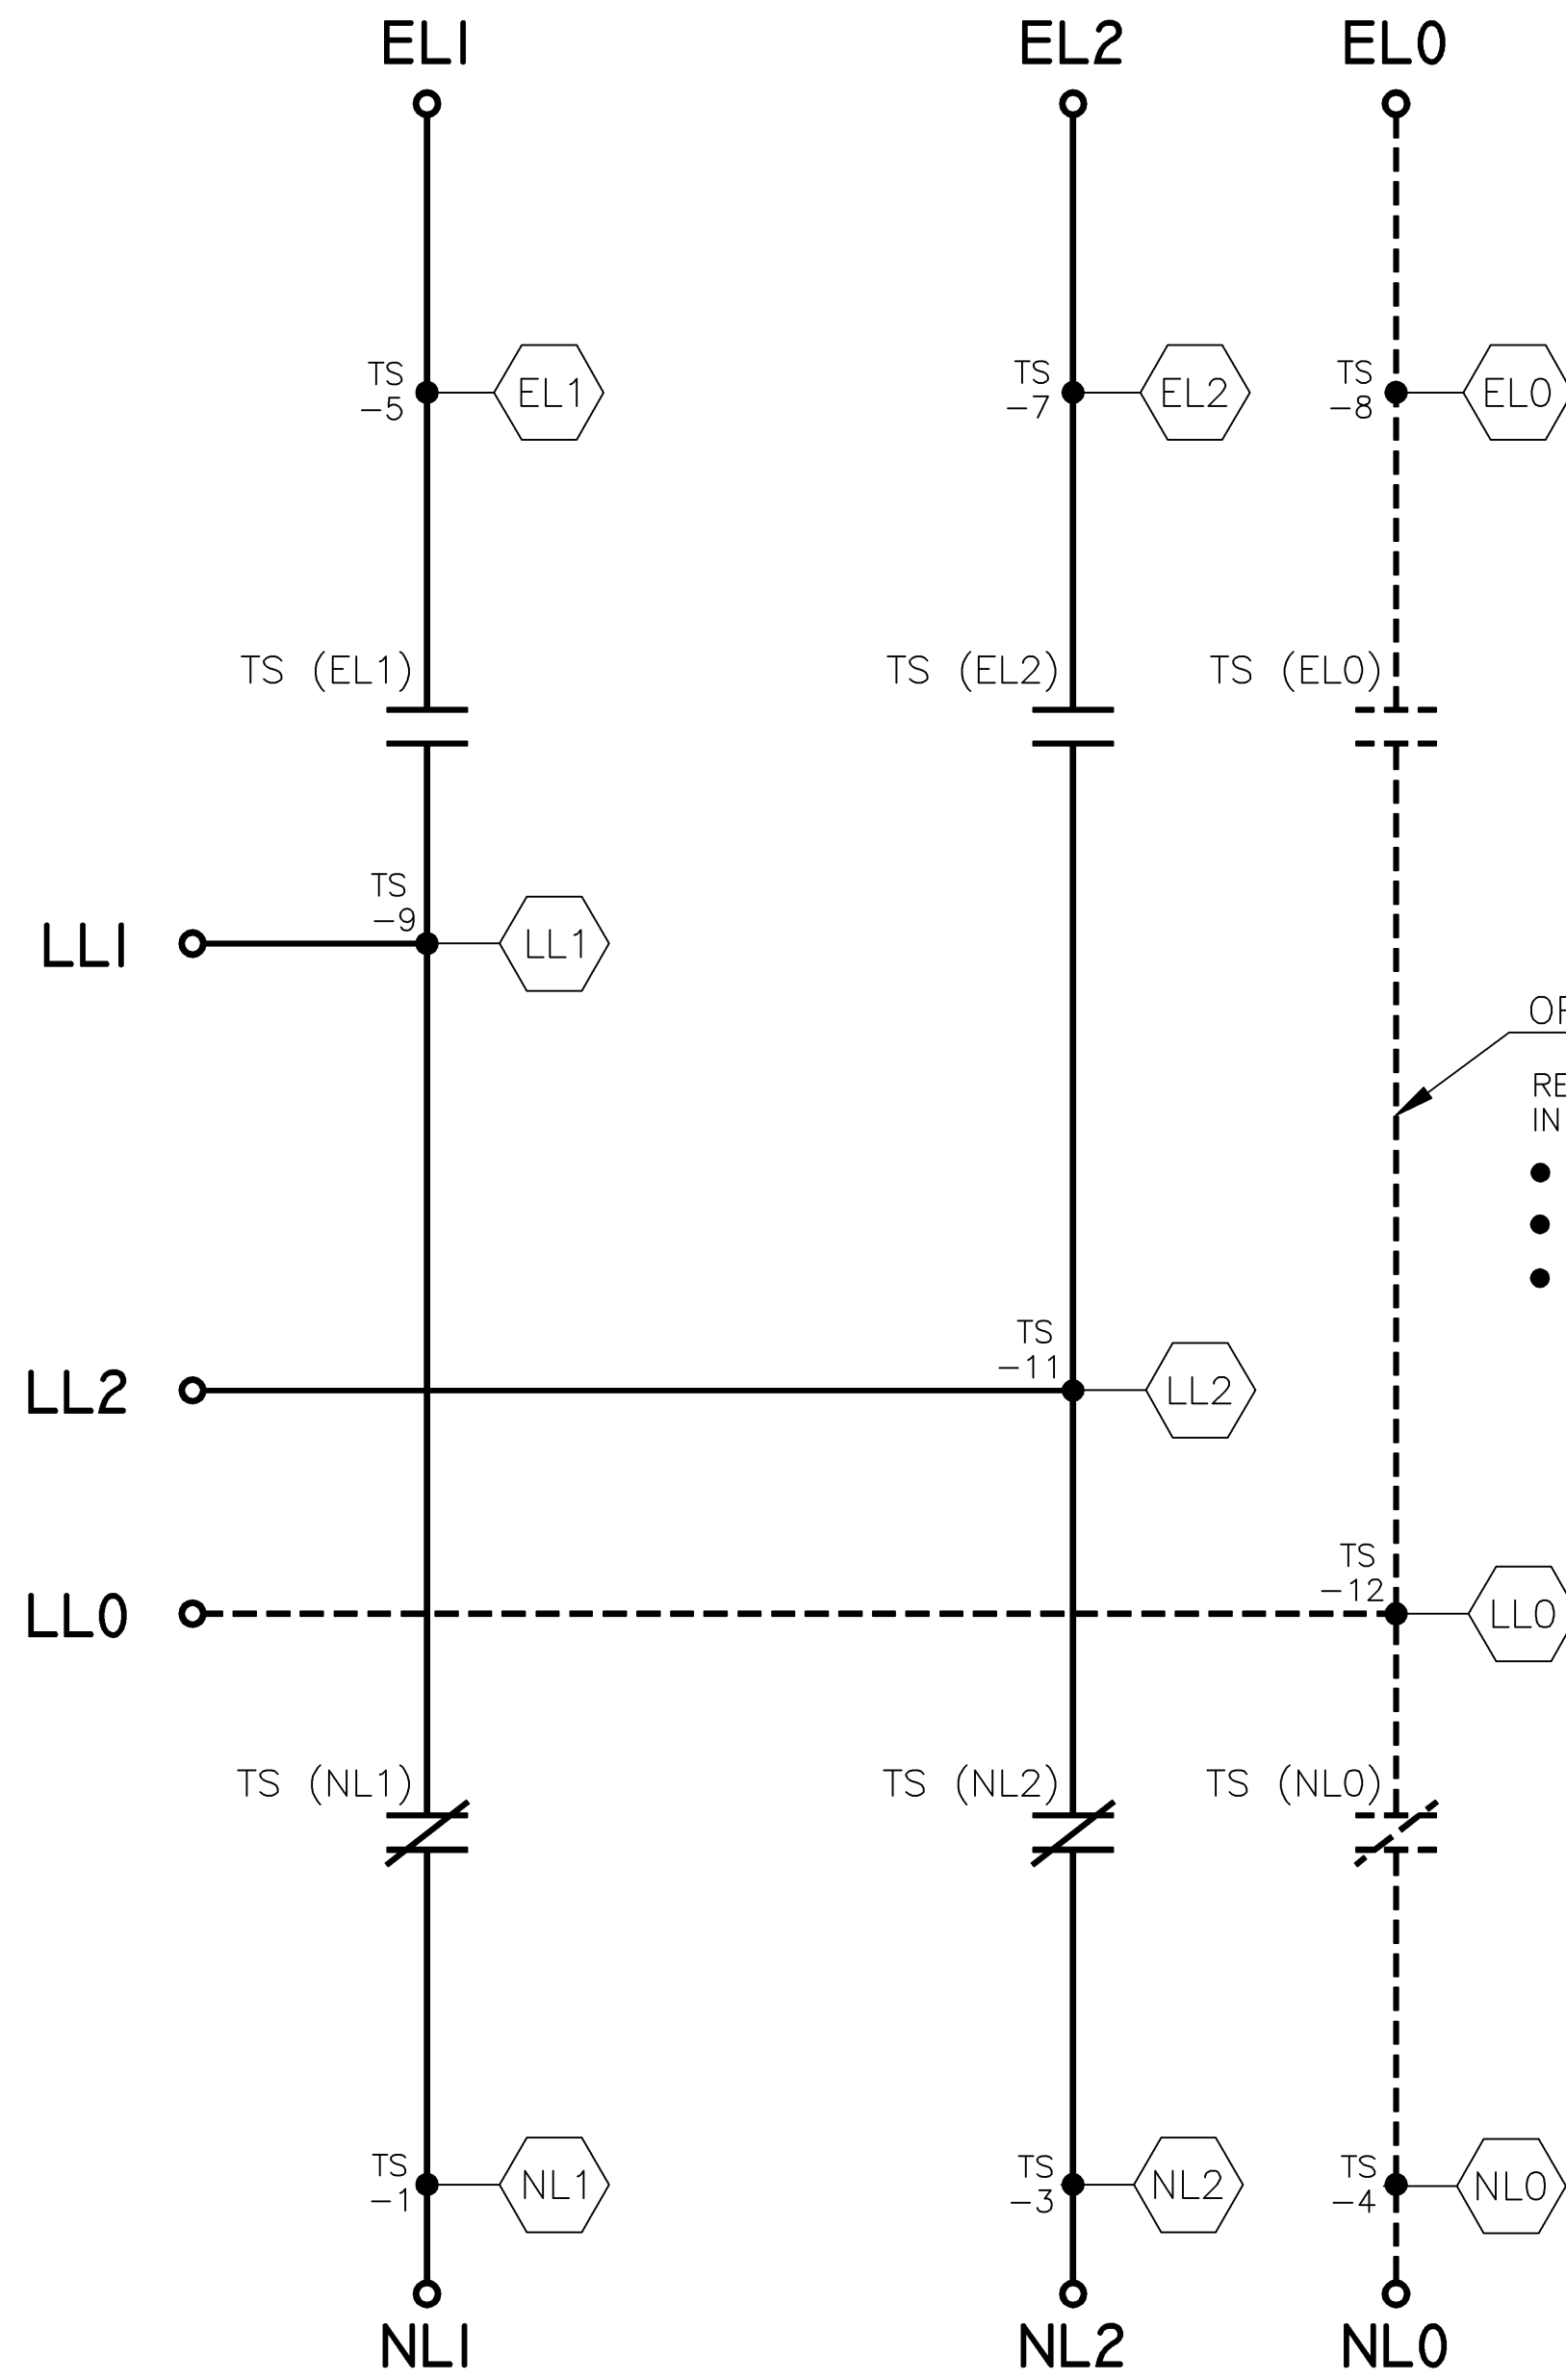 EL1 EL2 EL0
TS
-5
EL1
TS
-7
EL2
TS
-8
EL0
TS (EL1) TS (EL2) TS (EL0)
TS
-9
LL1 LL1
RE
IN
TS
-11
LL2 LL2
TS
-12
LL0 LL0
TS (NL1) TS (NL2) TS (NL0)
TS
-1
NL1
TS
-3
NL2
TS
-4
NL0
NL1 NL2 NL0